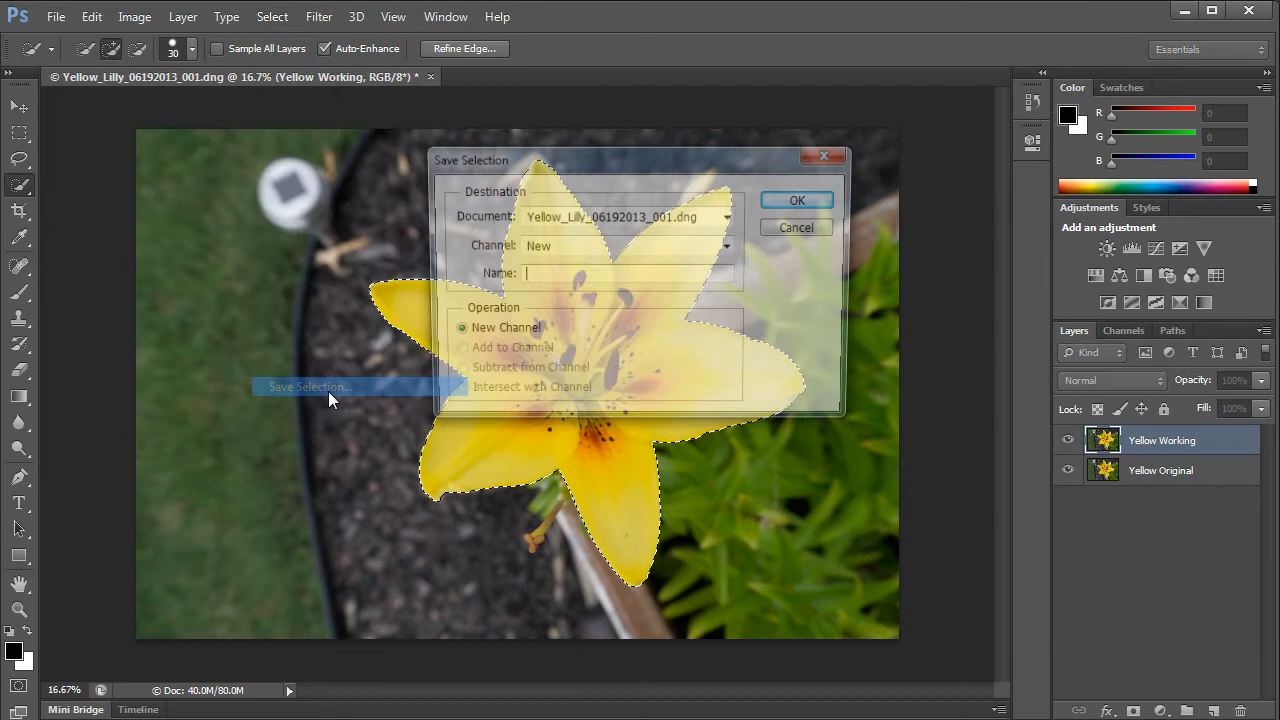 Ps File Edit Image Layer Type Select Filter 3D View Window Help
30 Sample All Layers Auto-Enhance Refine Edge... Essentials
© Yellow_Lilly_06192013_001.dng @ 16.7% (Yellow Working, RGB/8*) * ×
Color Swatches
R 0
G 0
B 0
Adjustments Styles
Add an adjustment
Layers Channels Paths
Kind
Normal Opacity: 100%
Lock: Fill: 100%
Yellow Working
Yellow Original
fx
Save Selection
Destination
Document: Yellow_Lilly_06192013_001.dng
Channel: New
Name:
Operation
New Channel
Add to Channel
Subtract from Channel
Intersect with Channel
OK
Cancel
Save Selection...
T
16.67% © Doc: 40.0M/80.0M
Mini Bridge Timeline